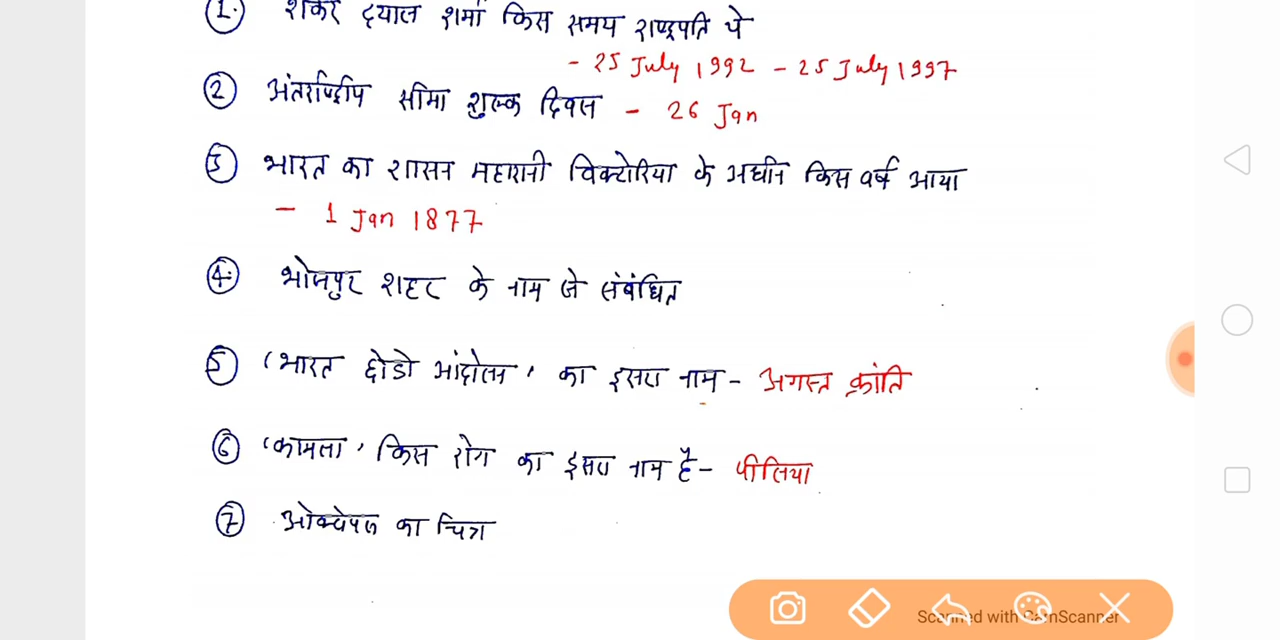 1. शंकर दयाल शर्मा किस समय राष्ट्रपति थे
- 25 July 1992 - 25 July 1997
2 अंतर्राष्ट्रीय सीमा शुल्क दिवस - 26 Jan
3 भारत का शासन महारानी विक्टोरिया के अधीन किस वर्ष आया
- 1 Jan 1877
4. भोजपुर शहर के नाम से संबंधित
5 'भारत छोडो आंदोलन' का दूसरा नाम - अगस्त क्रांति
6 'कामला' किस रोग का दूसरा नाम है - पीलिया
7 का चित्र
Scanned with CamScanner